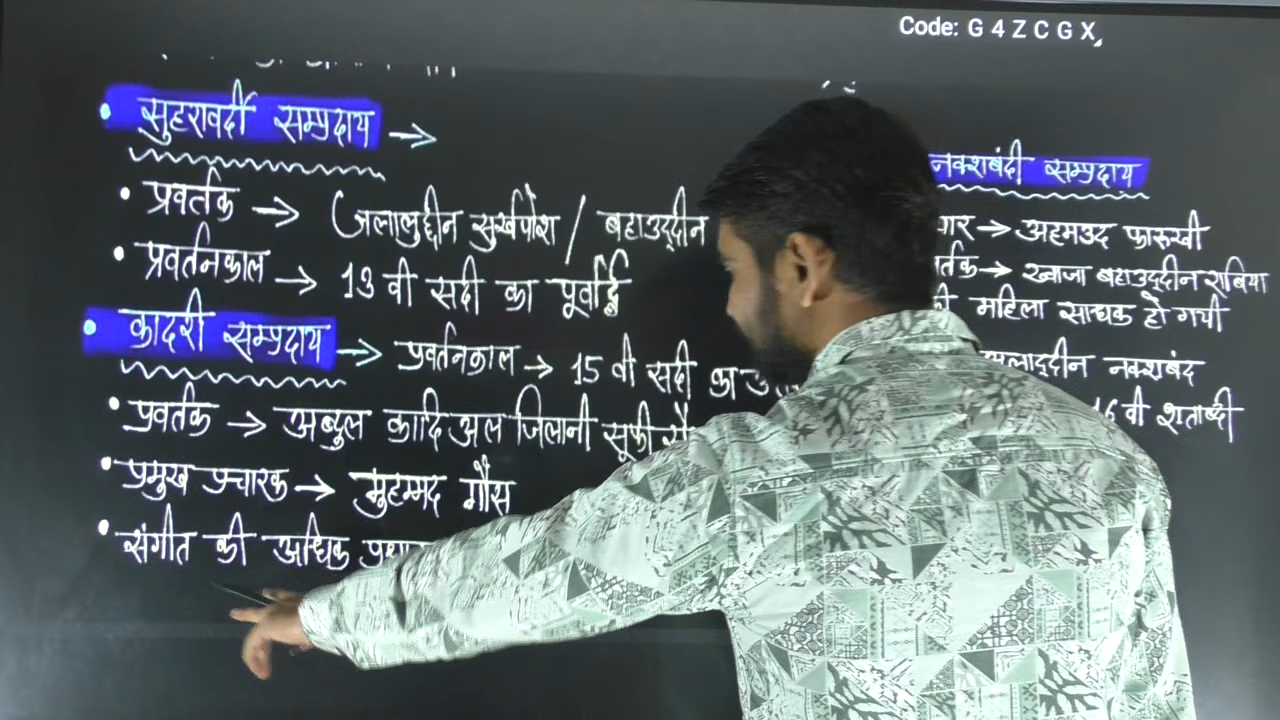 Code: G 4 Z C G X
सुहरावर्दी सम्प्रदाय →
• प्रवर्तक → जलालुद्दीन सुर्खपोश / बहाउद्दीन
• प्रवर्तनकाल → 13 वी सदी का पूर्वार्द्ध
कादरी सम्प्रदाय → प्रवर्तनकाल → 15 वी सदी का
• प्रवर्तक → अब्दुल कादि अल जिलानी सूफी
• प्रमुख प्रचारक → मुहम्मद गौस
• संगीत की अधिक
नक्शबंदी सम्प्रदाय
→ अहमउद फारुखी
→ ख्वाजा बहाउद्दीन राबिया
महिला साधक हो गयी
नक्शबंद
16 वी शताब्दी